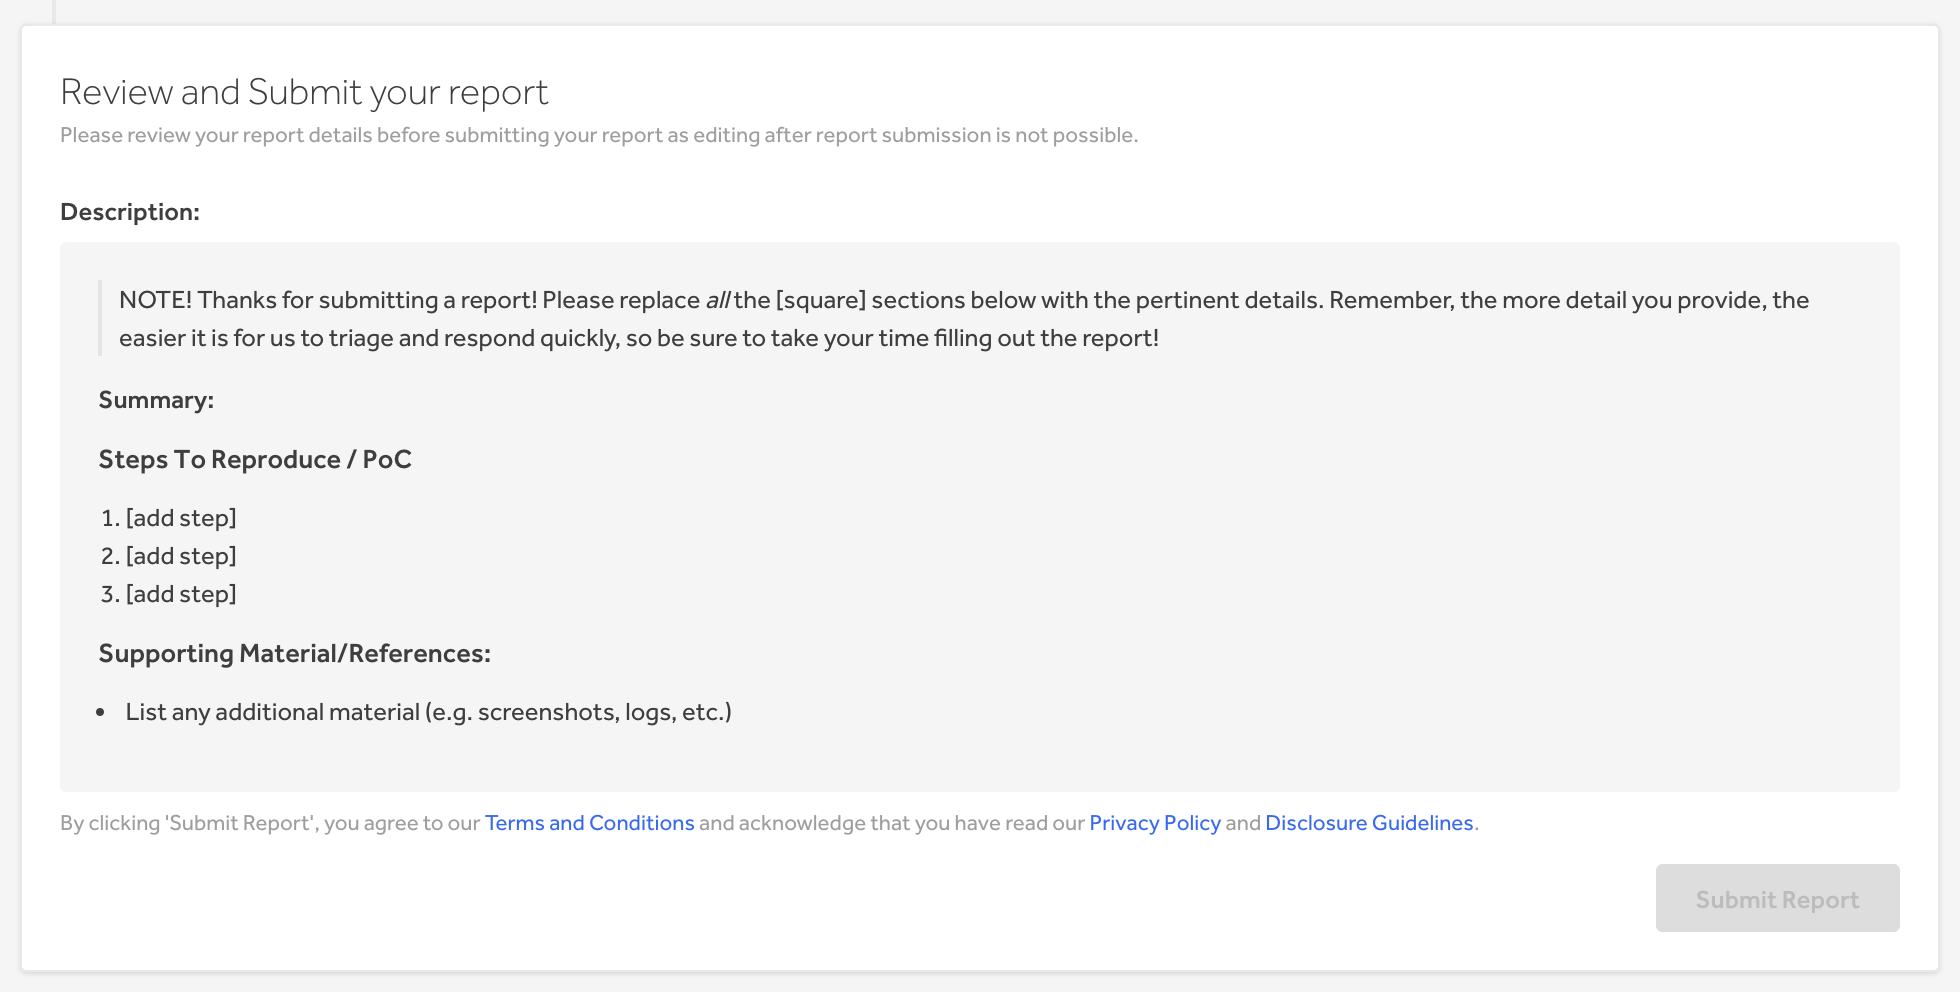 Review and Submit your report
Please review your report details before submitting your report as editing after report submission is not possible.
Description:
NOTE! Thanks for submitting a report! Please replace all the [square] sections below with the pertinent details. Remember, the more detail you provide, the
easier it is for us to triage and respond quickly, so be sure to take your time filling out the report!
Summary:
Steps To Reproduce / PoC
1. [add step]
2. [add step]
3. [add step]
Supporting Material/References:
• List any additional material (e.g. screenshots, logs, etc.)
By clicking 'Submit Report', you agree to our Terms and Conditions and acknowledge that you have read our Privacy Policy and Disclosure Guidelines.
Submit Report